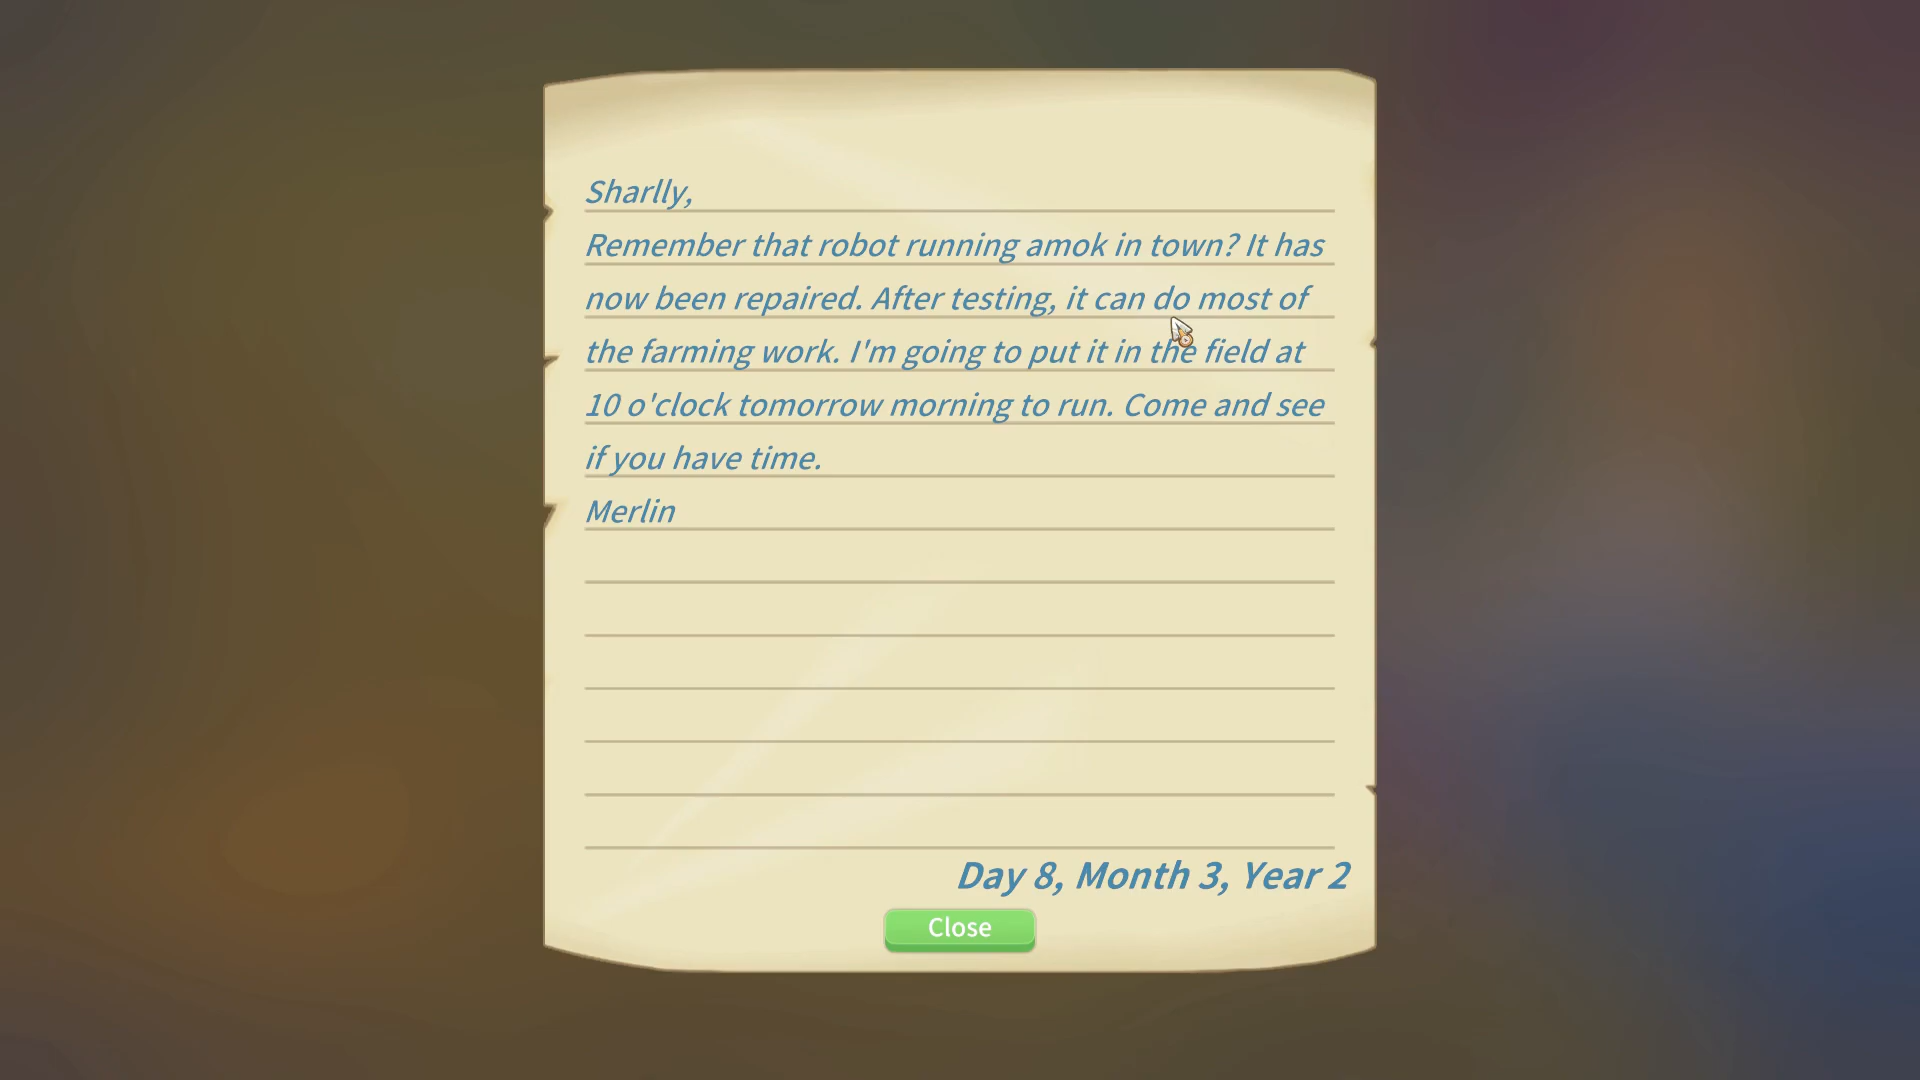 Sharlly,
Remember that robot running amok in town? It has
now been repaired. After testing, it can do most of
the farming work. I'm going to put it in the field at
10 o'clock tomorrow morning to run. Come and see
if you have time.
Merlin
Day 8, Month 3, Year 2
Close